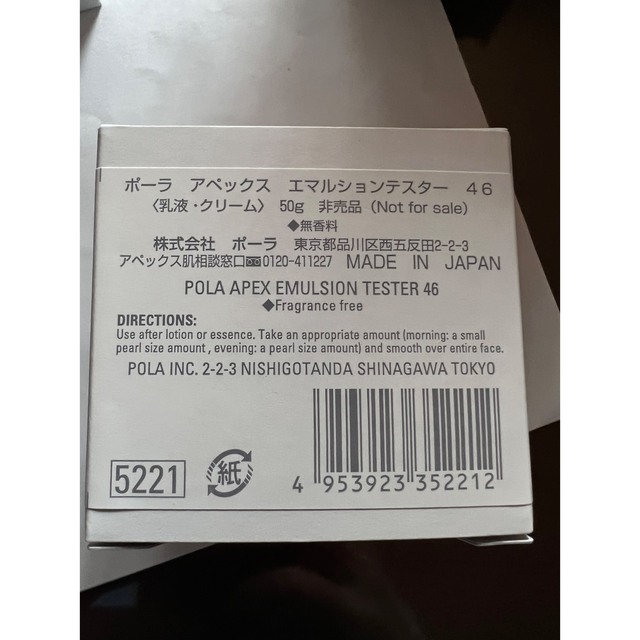 ポーラ アペックス エマルションテスター 46
〈乳液・クリーム〉 50g 非売品（Not for sale）
◆無香料
株式会社 ポーラ 東京都品川区西五反田2-2-3
アペックス肌相談窓口 0120-411227 MADE IN JAPAN
POLA APEX EMULSION TESTER 46
◆Fragrance free
DIRECTIONS:
Use after lotion or essence. Take an appropriate amount (morning: a small
pearl size amount , evening: a pearl size amount) and smooth over entire face.
POLA INC. 2-2-3 NISHIGOTANDA SHINAGAWA TOKYO
5221
紙
4 953923 352212